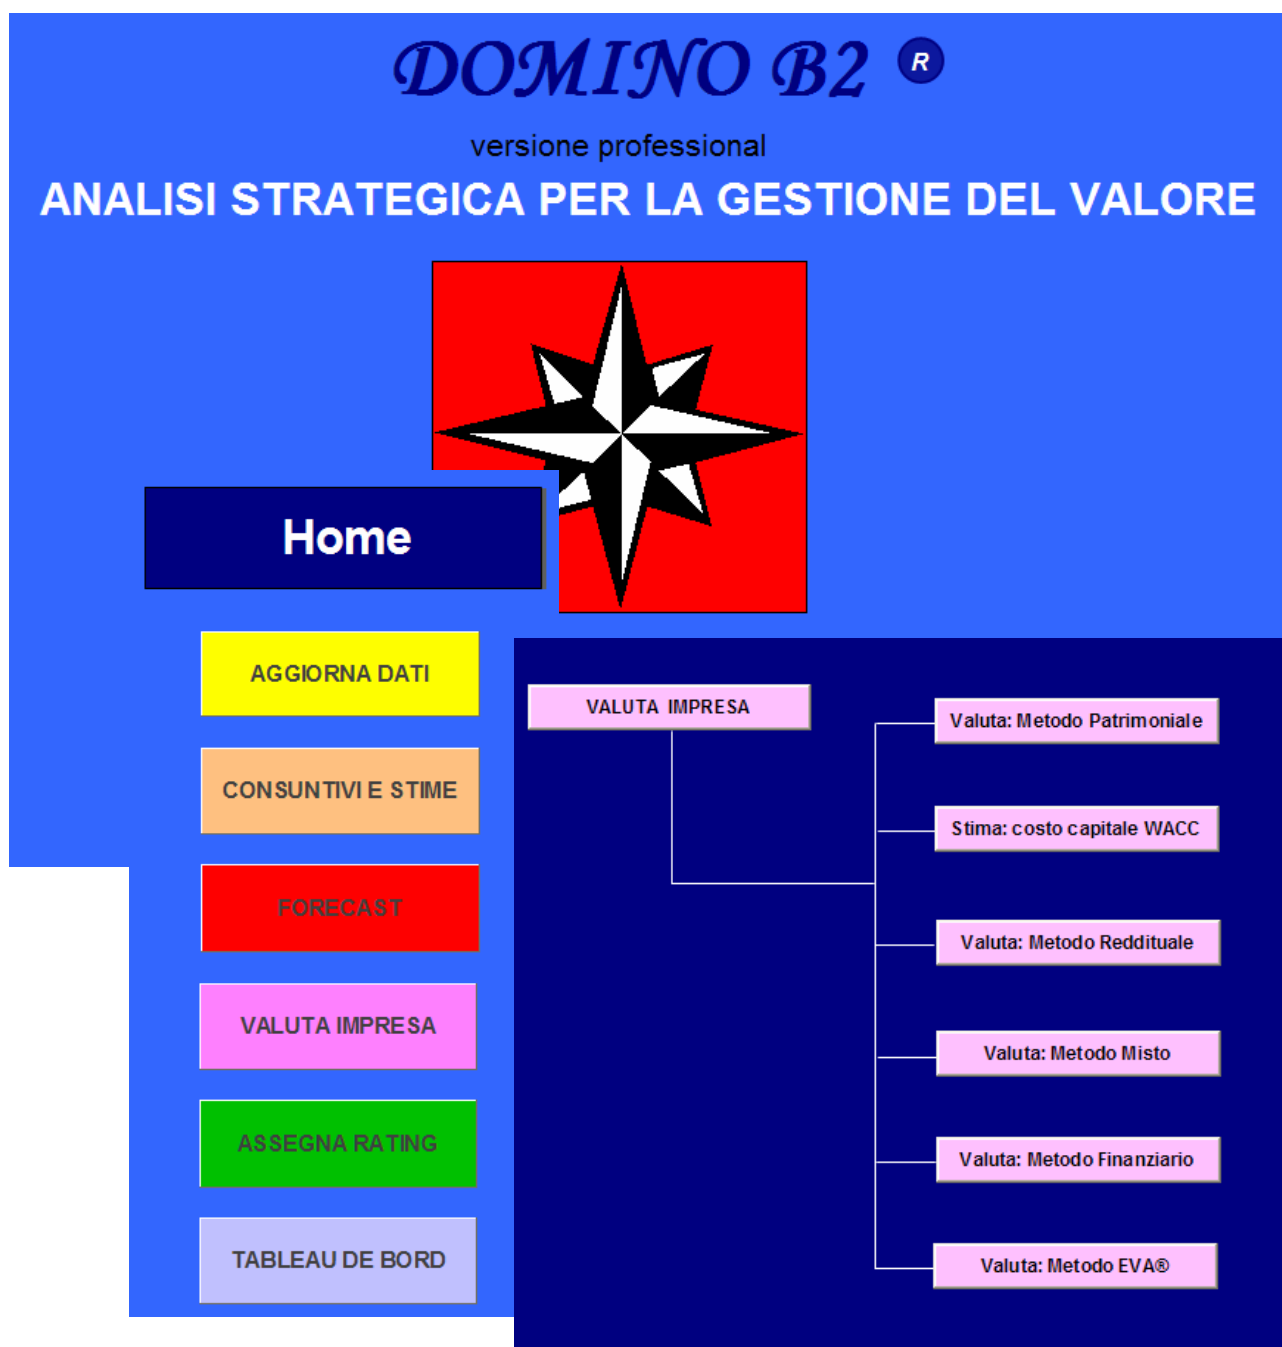 DOMINO B2 ®
versione professional
ANALISI STRATEGICA PER LA GESTIONE DEL VALORE
Home
AGGIORNA DATI
CONSUNTIVI E STIME
FORECAST
VALUTA IMPRESA
ASSEGNA RATING
TABLEAU DE BORD
VALUTA IMPRESA
Valuta: Metodo Patrimoniale
Stima: costo capitale WACC
Valuta: Metodo Reddituale
Valuta: Metodo Misto
Valuta: Metodo Finanziario
Valuta: Metodo EVA®